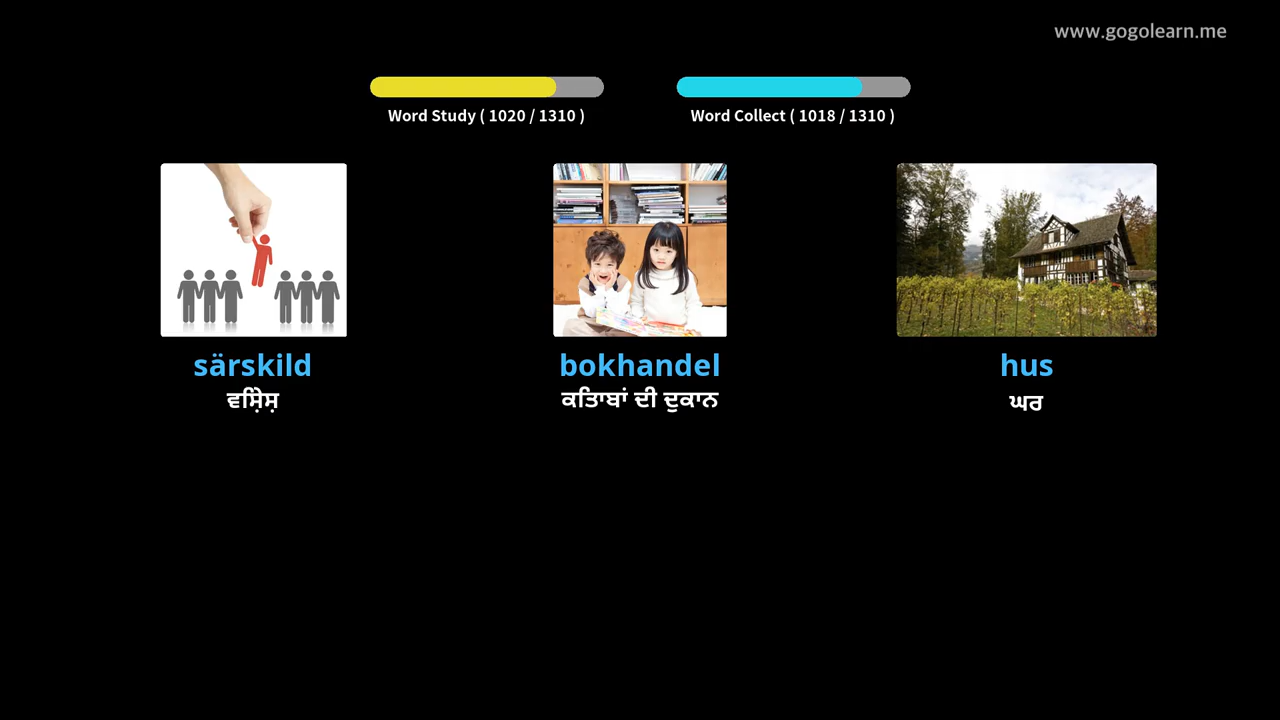 www.gogolearn.me
Word Study ( 1020 / 1310 )
Word Collect ( 1018 / 1310 )
särskild
bokhandel
hus
ਵਿਸ਼ੇਸ਼
ਕਿਤਾਬਾਂ ਦੀ ਦੁਕਾਨ
ਘਰ